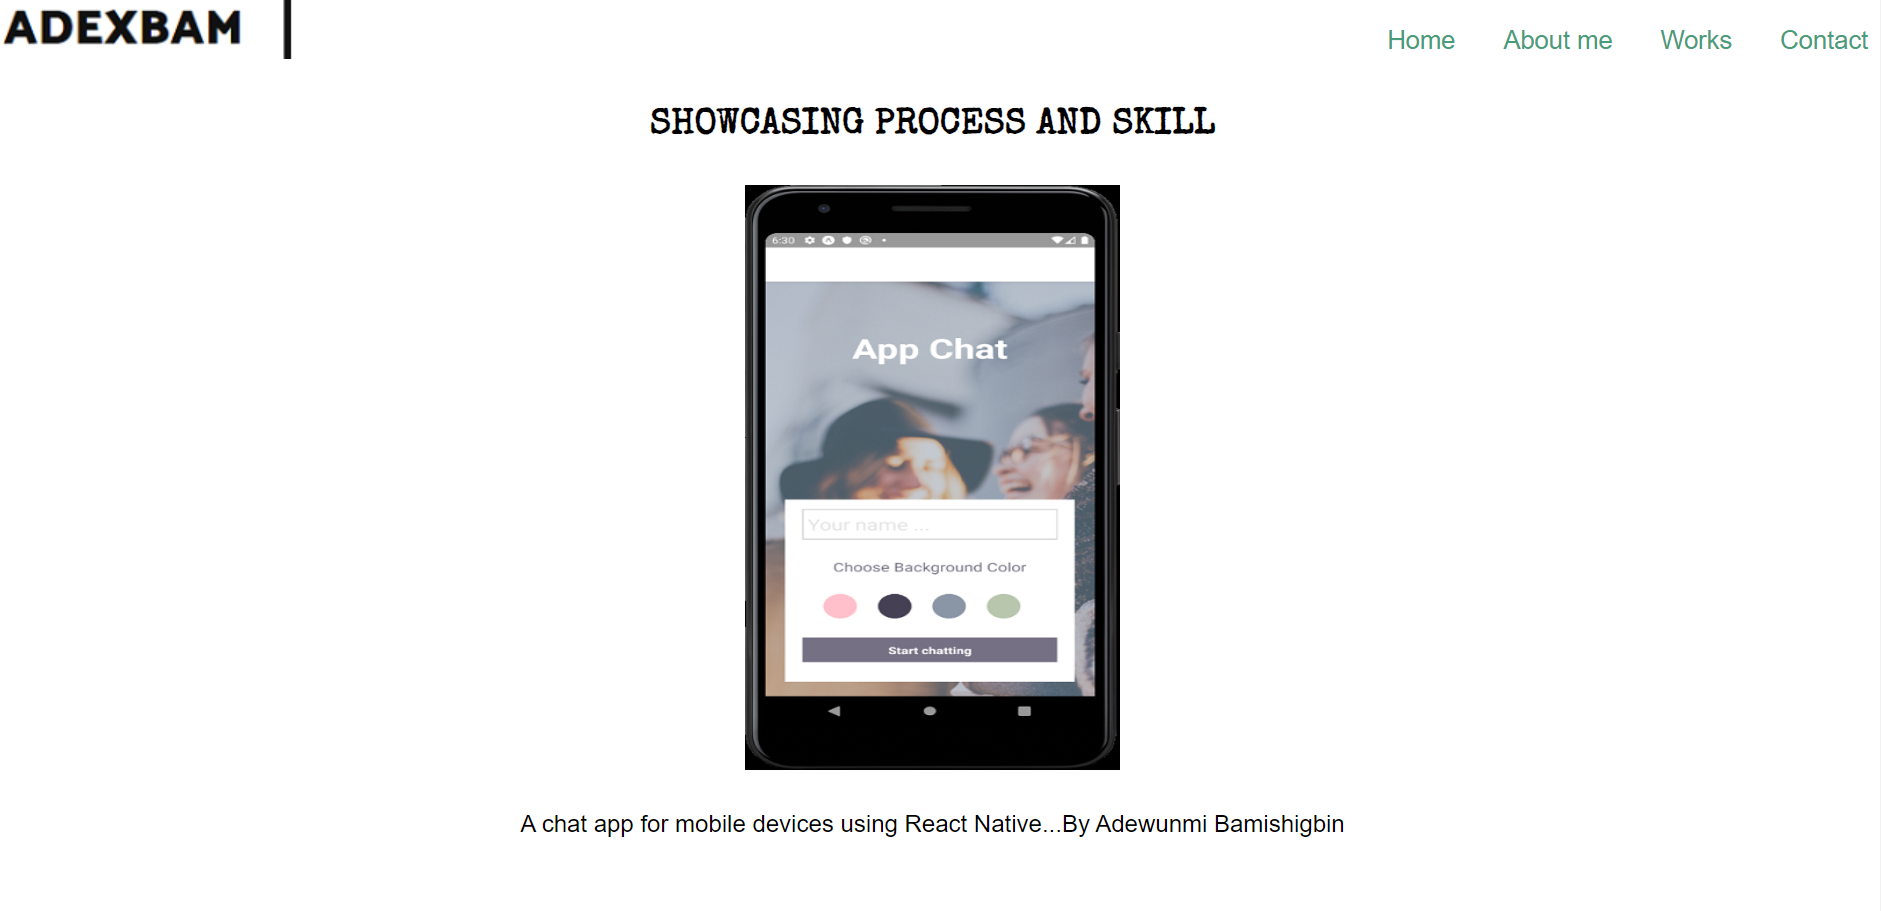 ADEXBAM
Home About me Works Contact
SHOWCASING PROCESS AND SKILL
6:30
App Chat
Your name ...
Choose Background Color
Start chatting
A chat app for mobile devices using React Native...By Adewunmi Bamishigbin